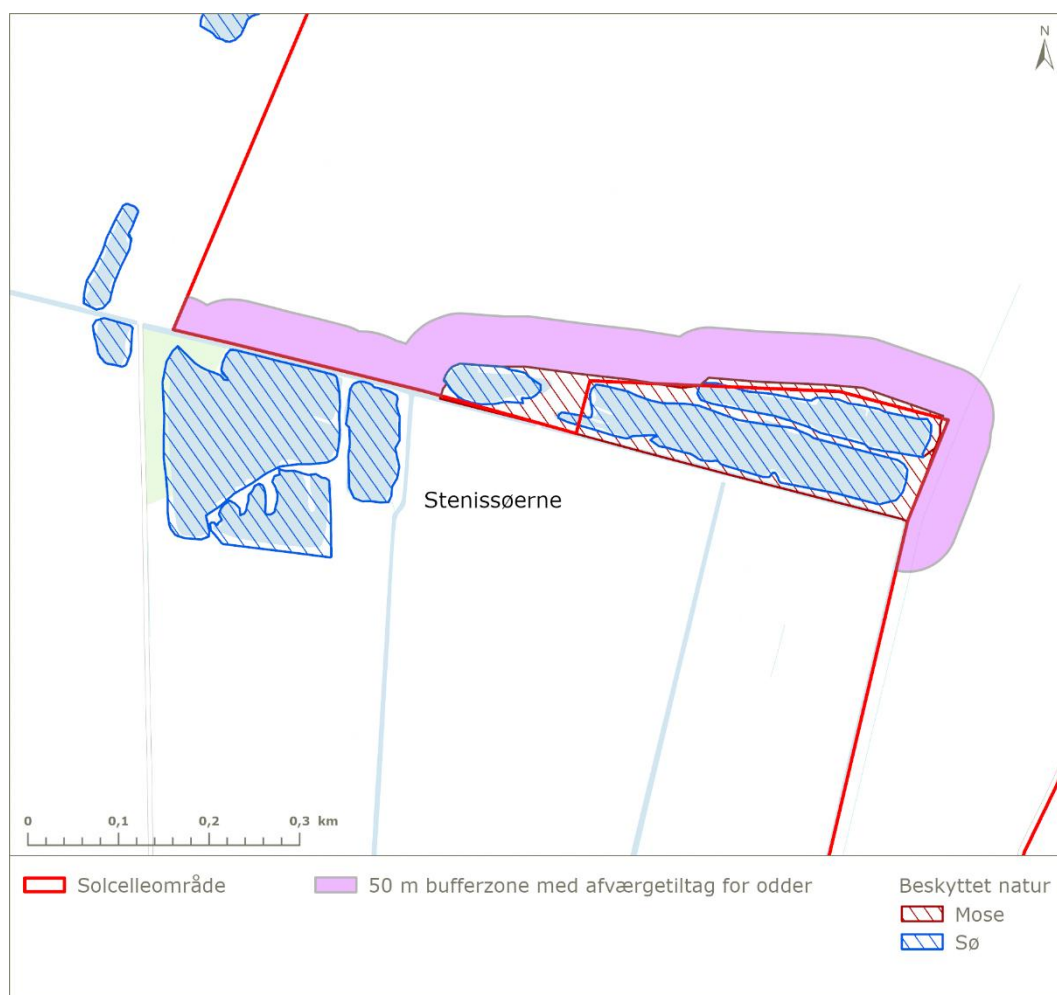 N
Stenissøerne
0 0,1 0,2 0,3 km
Solcelleområde
50 m bufferzone med afværgetiltag for odder
Beskyttet natur
Mose
Sø